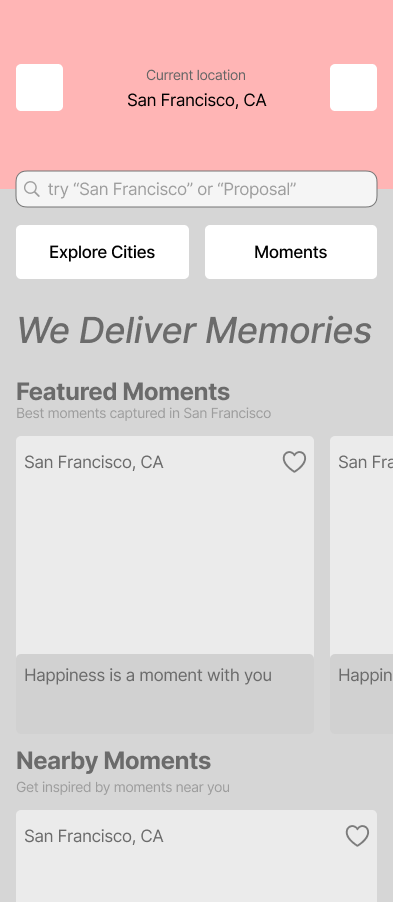 Current location
San Francisco, CA
try “San Francisco” or “Proposal”
Explore Cities
Moments
We Deliver Memories
Featured Moments
Best moments captured in San Francisco
San Francisco, CA
San Fra
Happiness is a moment with you
Happin
Nearby Moments
Get inspired by moments near you
San Francisco, CA